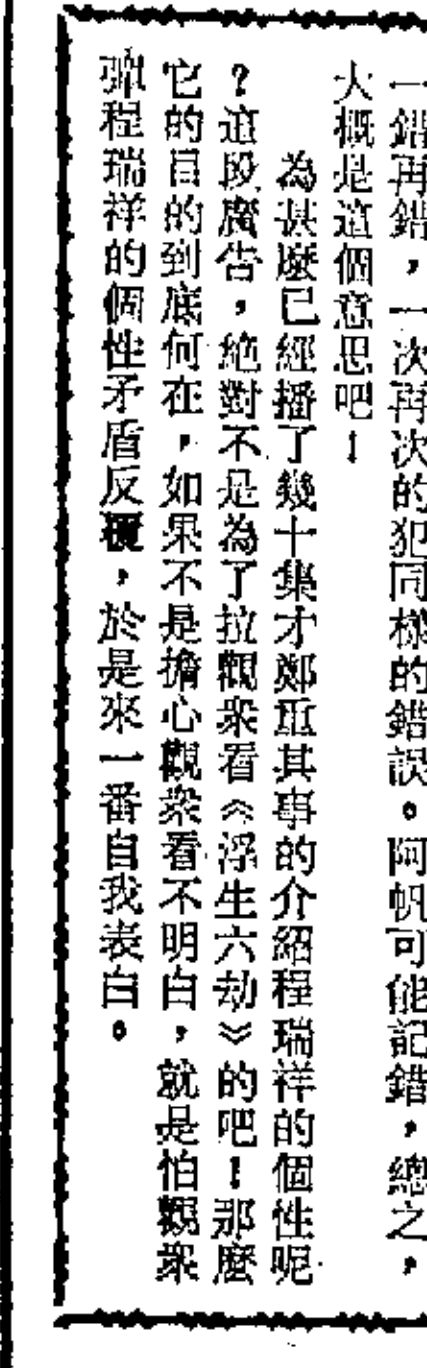 一錯再錯，一次再次的犯同樣的錯誤。阿帆可能記錯，總之，
大概是這個意思吧！
為甚麼已經播了幾十集才鄭重其事的介紹程瑞祥的個性呢
？這段廣告，絶對不是為了拉觀衆看《浮生六劫》的吧！那麼
它的目的到底何在，如果不是擔心觀衆看不明白，就是怕觀衆
彈程瑞祥的個性矛盾反覆，於是來一番自我表白。